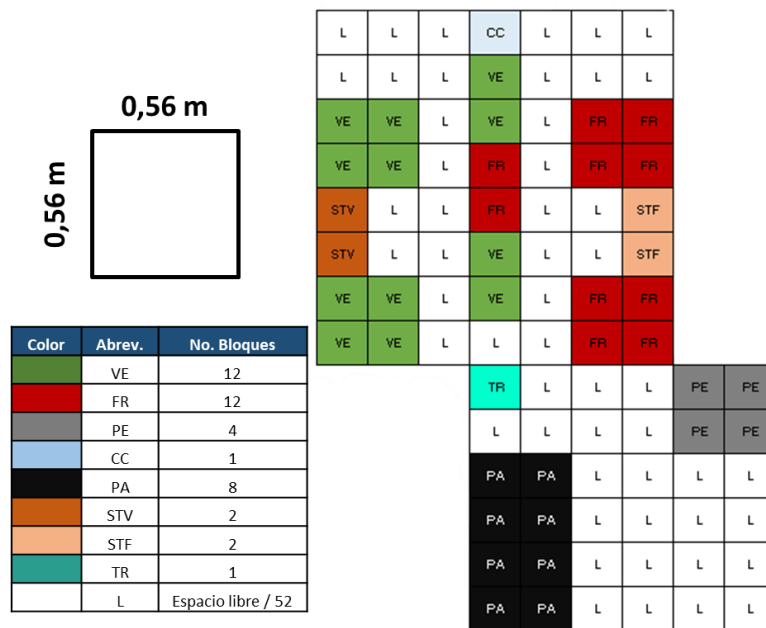 0,56 m
0,56 m
L L L CC L L L
L L L VE L L L
VE VE L VE L FR FR
VE VE L FR L FR FR
STV L L FR L L STF
STV L L VE L L STF
VE VE L VE L FR FR
VE VE L L L FR FR
TR L L L PE PE
L L L L PE PE
PA PA L L L L
PA PA L L L L
PA PA L L L L
PA PA L L L L
Color Abrev. No. Bloques
VE 12
FR 12
PE 4
CC 1
PA 8
STV 2
STF 2
TR 1
L Espacio libre / 52